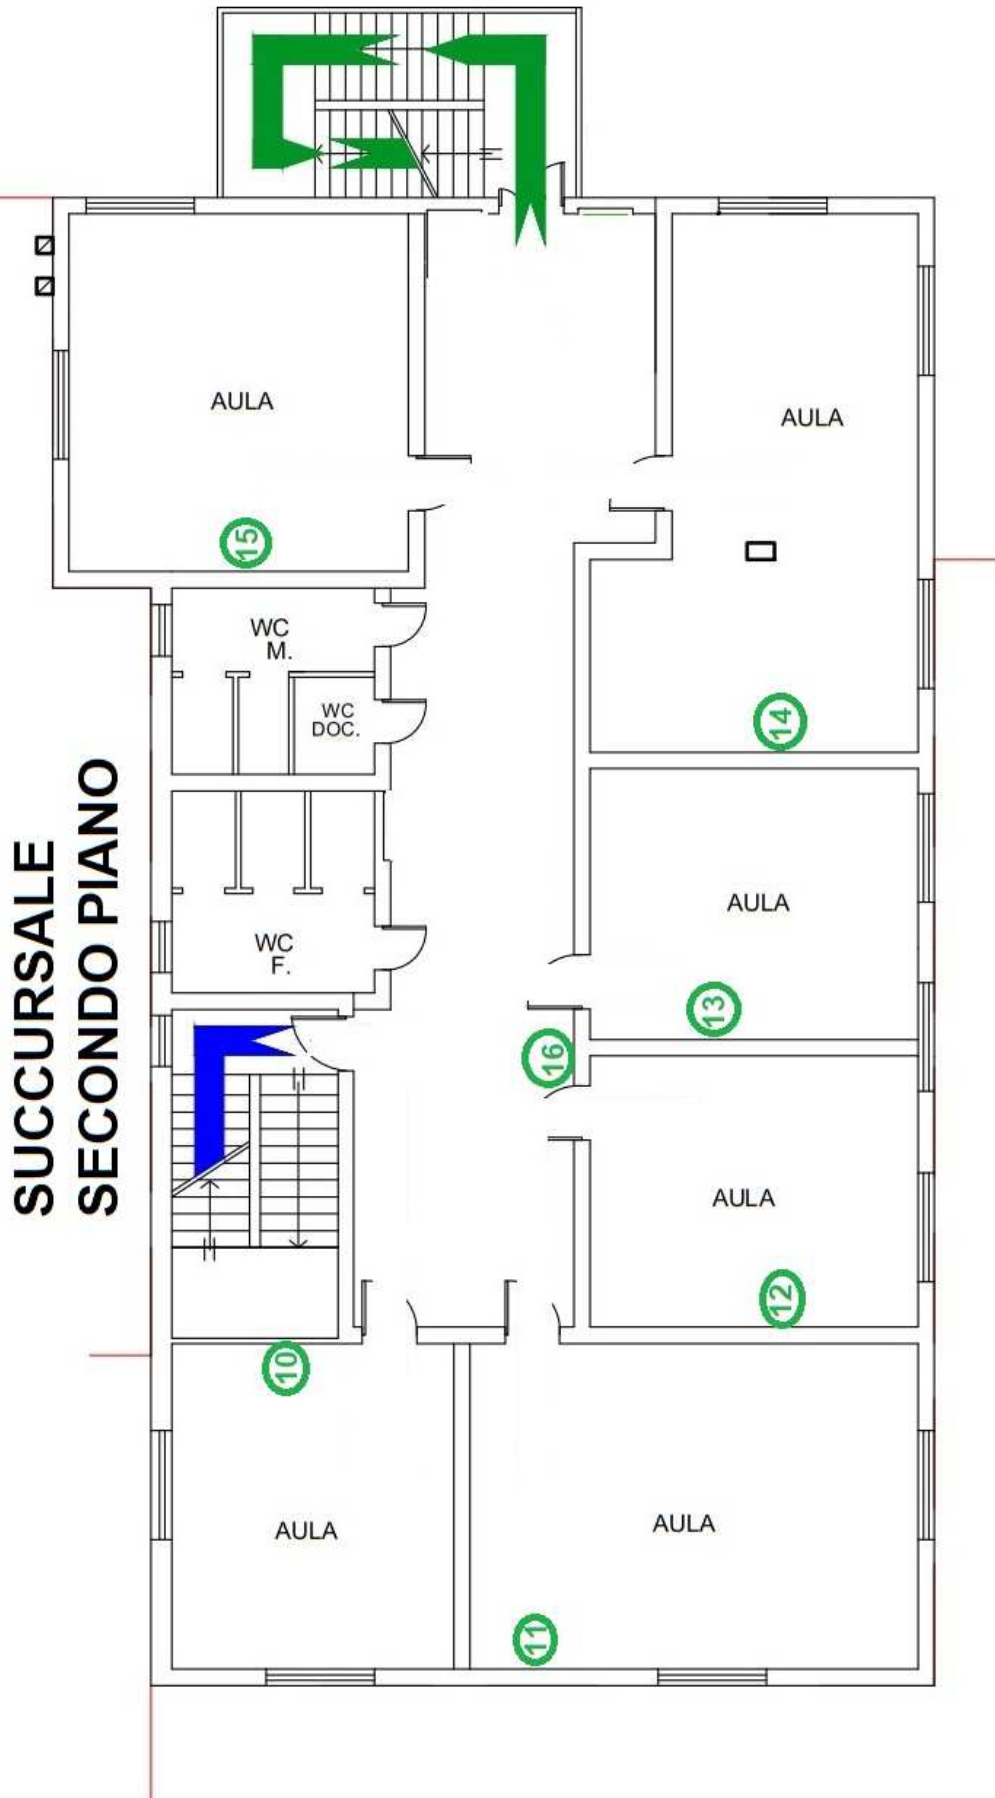 SUCCURSALE
SECONDO PIANO
AULA
AULA
15
WC
M.
WC
DOC.
14
AULA
WC
F.
13
16
AULA
12
10
AULA
AULA
11